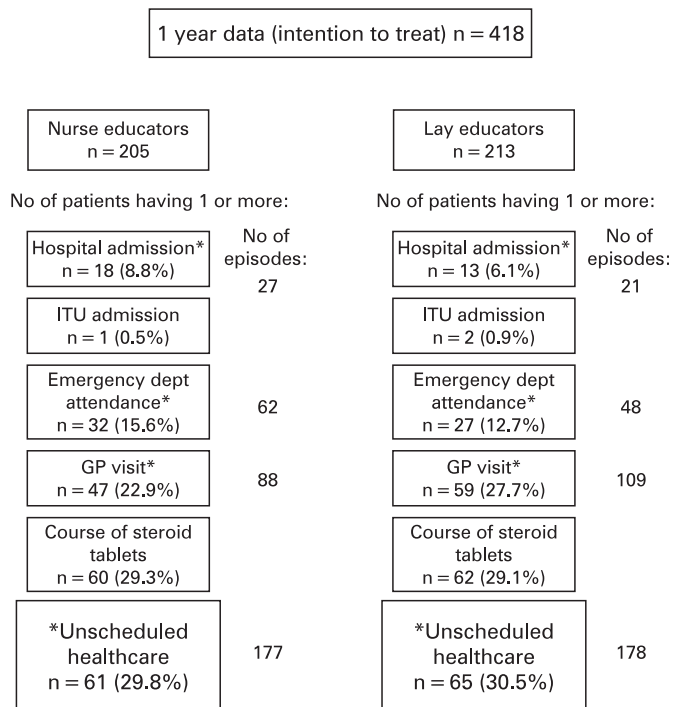 1 year data (intention to treat) n = 418
Nurse educators
n = 205
No of patients having 1 or more:
Hospital admission*
n = 18 (8.8%)
No of
episodes:
27
ITU admission
n = 1 (0.5%)
Emergency dept
attendance*
n = 32 (15.6%)
62
GP visit*
n = 47 (22.9%)
88
Course of steroid
tablets
n = 60 (29.3%)
*Unscheduled
healthcare
n = 61 (29.8%)
177
Lay educators
n = 213
No of patients having 1 or more:
Hospital admission*
n = 13 (6.1%)
No of
episodes:
21
ITU admission
n = 2 (0.9%)
Emergency dept
attendance*
n = 27 (12.7%)
48
GP visit*
n = 59 (27.7%)
109
Course of steroid
tablets
n = 62 (29.1%)
*Unscheduled
healthcare
n = 65 (30.5%)
178